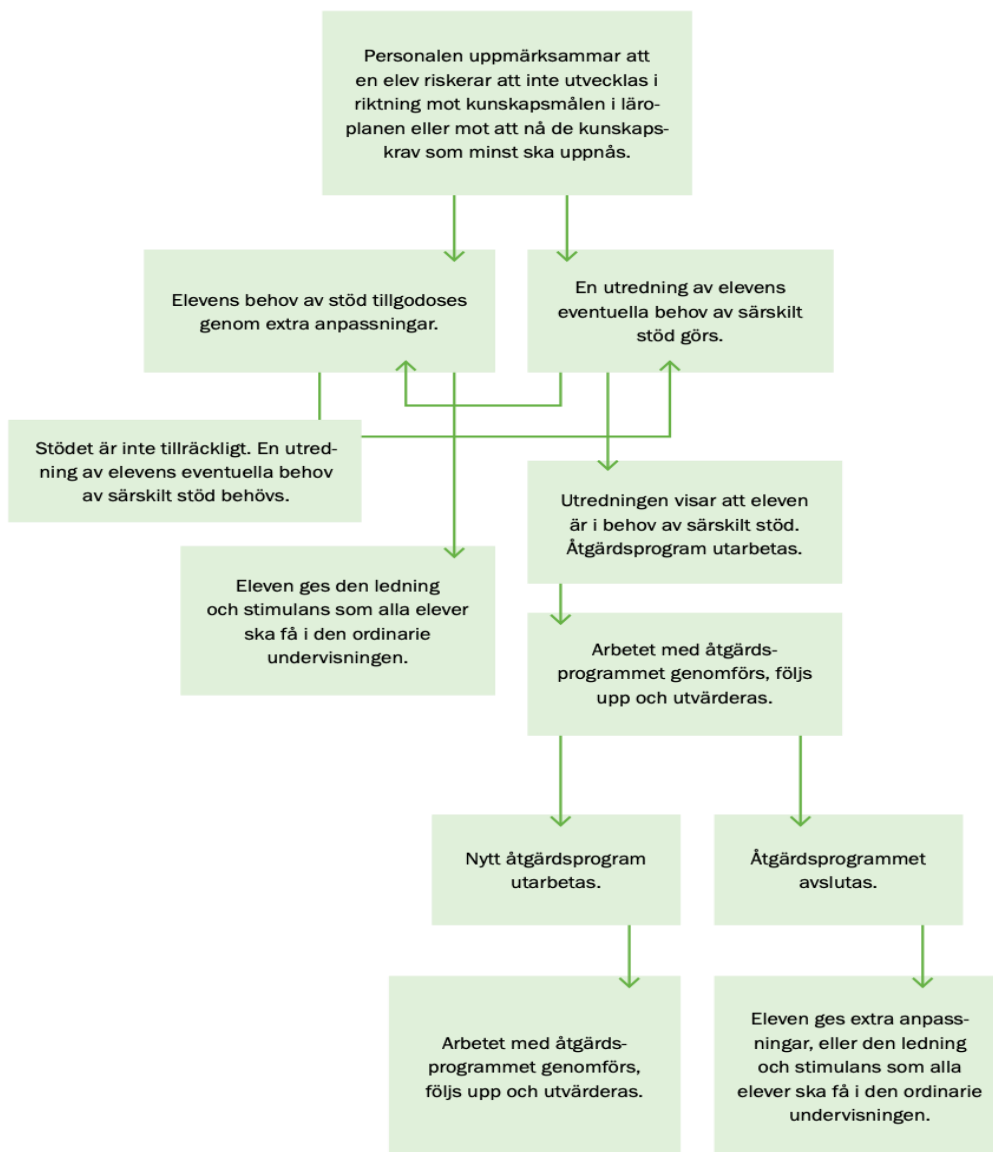 Personalen uppmärksammar att
en elev riskerar att inte utvecklas i
riktning mot kunskapsmålen i läro-
planen eller mot att nå de kunskaps-
krav som minst ska uppnås.
Elevens behov av stöd tillgodoses
genom extra anpassningar.
En utredning av elevens
eventuella behov av särskilt
stöd görs.
Stödet är inte tillräckligt. En utred-
ning av elevens eventuella behov
av särskilt stöd behövs.
Utredningen visar att eleven
är i behov av särskilt stöd.
Åtgärdsprogram utarbetas.
Eleven ges den ledning
och stimulans som alla elever
ska få i den ordinarie
undervisningen.
Arbetet med åtgärds-
programmet genomförs, följs
upp och utvärderas.
Nytt åtgärdsprogram
utarbetas.
Åtgärdsprogrammet
avslutas.
Arbetet med åtgärds-
programmet genomförs,
följs upp och utvärderas.
Eleven ges extra anpass-
ningar, eller den ledning
och stimulans som alla
elever ska få i den ordinarie
undervisningen.